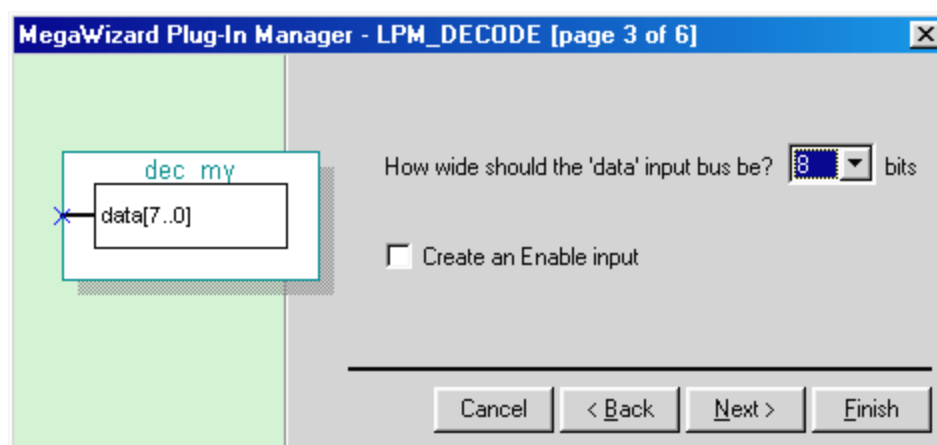 MegaWizard Plug-In Manager - LPM_DECODE [page 3 of 6]
dec_my
data[7..0]
How wide should the 'data' input bus be? 8 bits
Create an Enable input
Cancel < Back Next > Finish